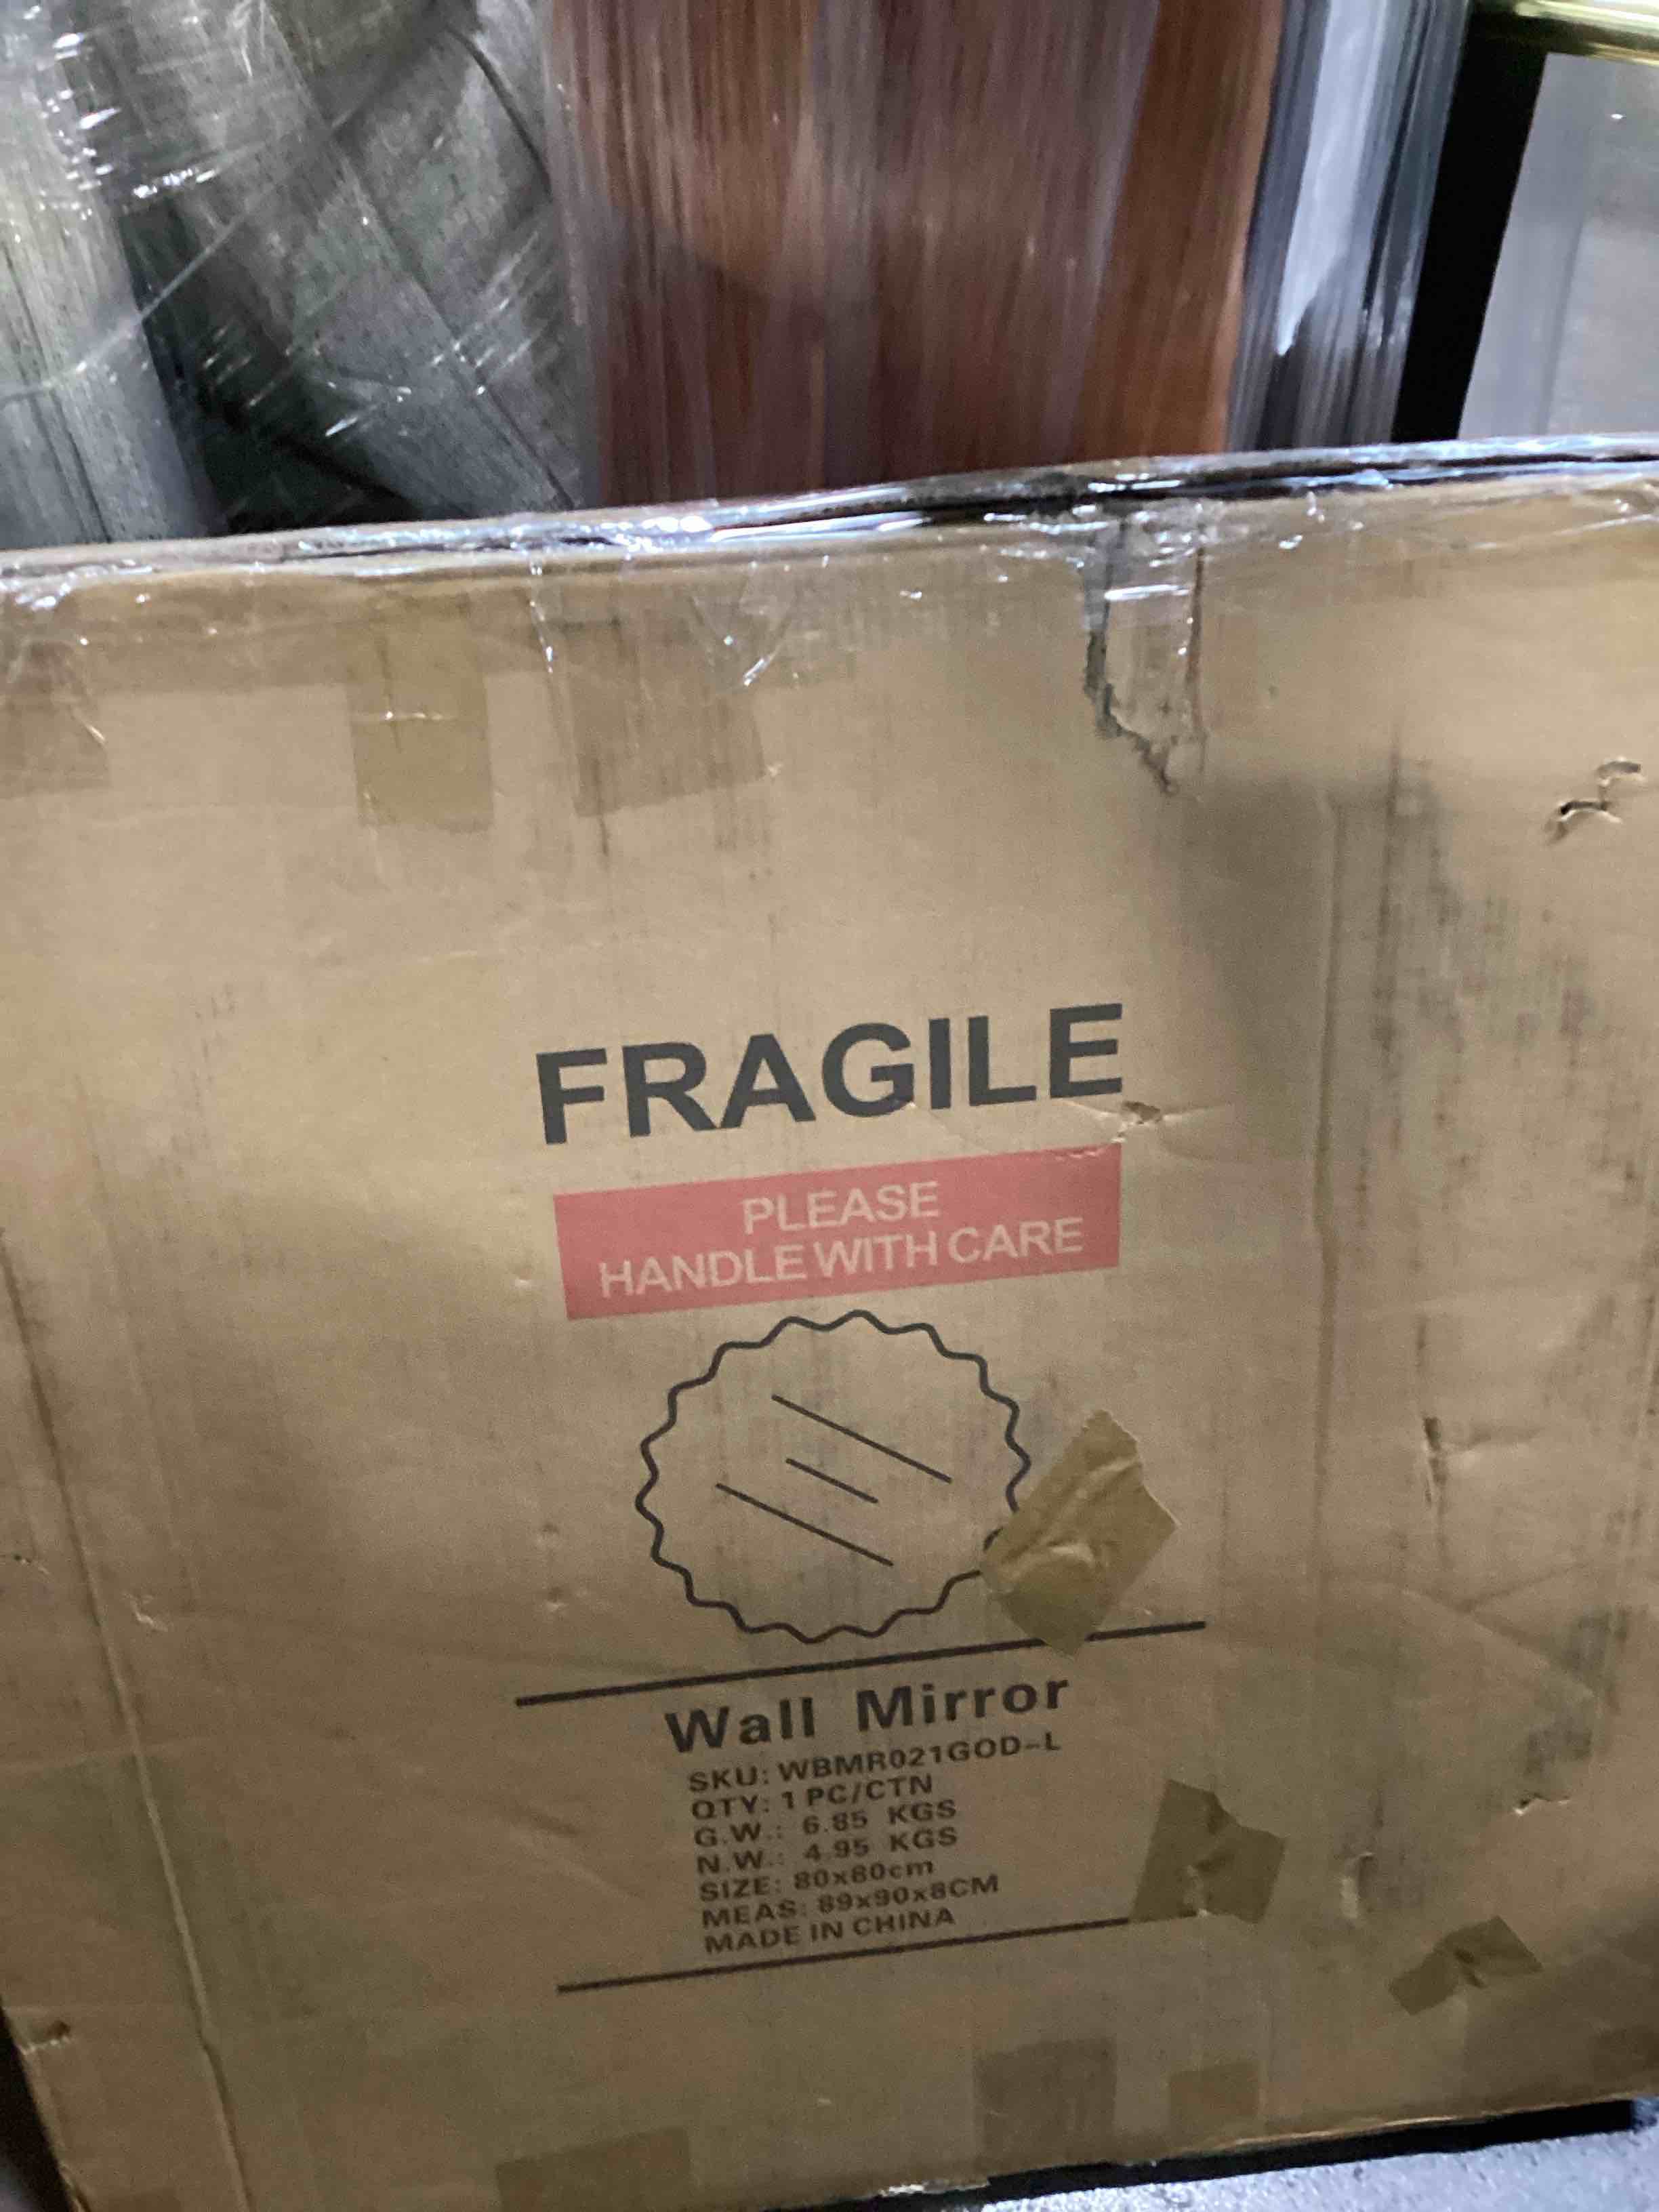 FRAGILE
PLEASE
HANDLE WITH CARE
Wall Mirror
SKU: WBMR021GOD-L
QTY: 1 PC/CTN
G.W.: 6.85 KGS
N.W.: 4.95 KGS
SIZE: 80x80cm
MEAS: 89x90x8CM
MADE IN CHINA